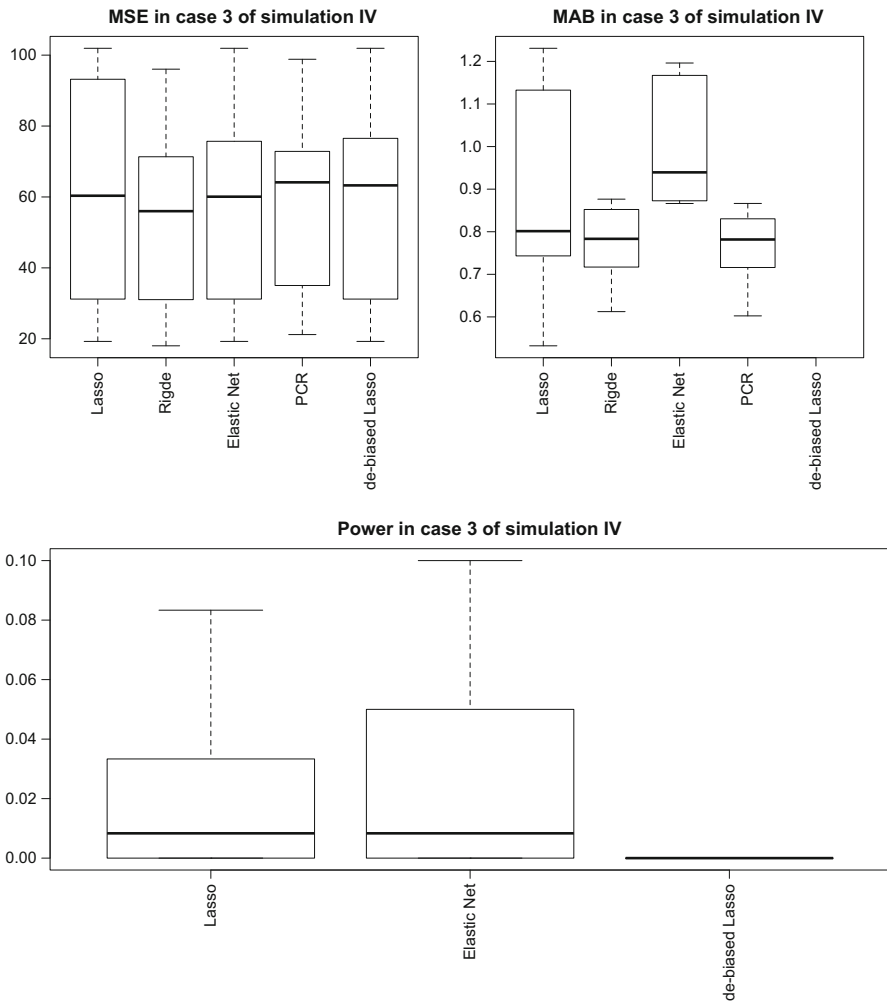 MSE in case 3 of simulation IV
100
80
60
40
20
Lasso
Rigde
Elastic Net
PCR
de-biased Lasso
MAB in case 3 of simulation IV
1.2
1.1
1.0
0.9
0.8
0.7
0.6
Lasso
Rigde
Elastic Net
PCR
de-biased Lasso
Power in case 3 of simulation IV
0.10
0.08
0.06
0.04
0.02
0.00
Lasso
Elastic Net
de-biased Lasso